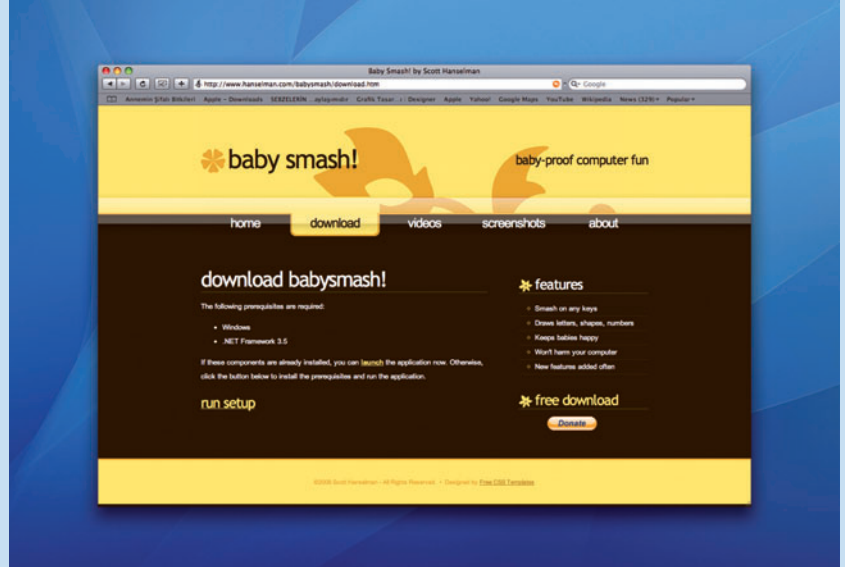 Baby Smash! by Scott Hanselman
http://www.hanselman.com/babysmash/download.htm
Google
Annemin Şifalı Bitkileri Apple – Downloads SEBZELERİN ...aylaşımıdır Grafik Tasar...ı : Designer Apple Yahoo! Google Maps YouTube Wikipedia News (529) Popular
baby smash!
baby-proof computer fun
home download videos screenshots about
download babysmash!
The following prerequisites are required:
• Windows
• .NET Framework 3.5
If these components are already installed, you can launch the application now. Otherwise,
click the button below to install the prerequisites and run the application.
run setup
features
Smash on any keys
Draws letters, shapes, numbers
Keeps babies happy
Won't harm your computer
New features added often
free download
Donate
©2008 Scott Hanselman - All Rights Reserved. • Designed by Free CSS Templates